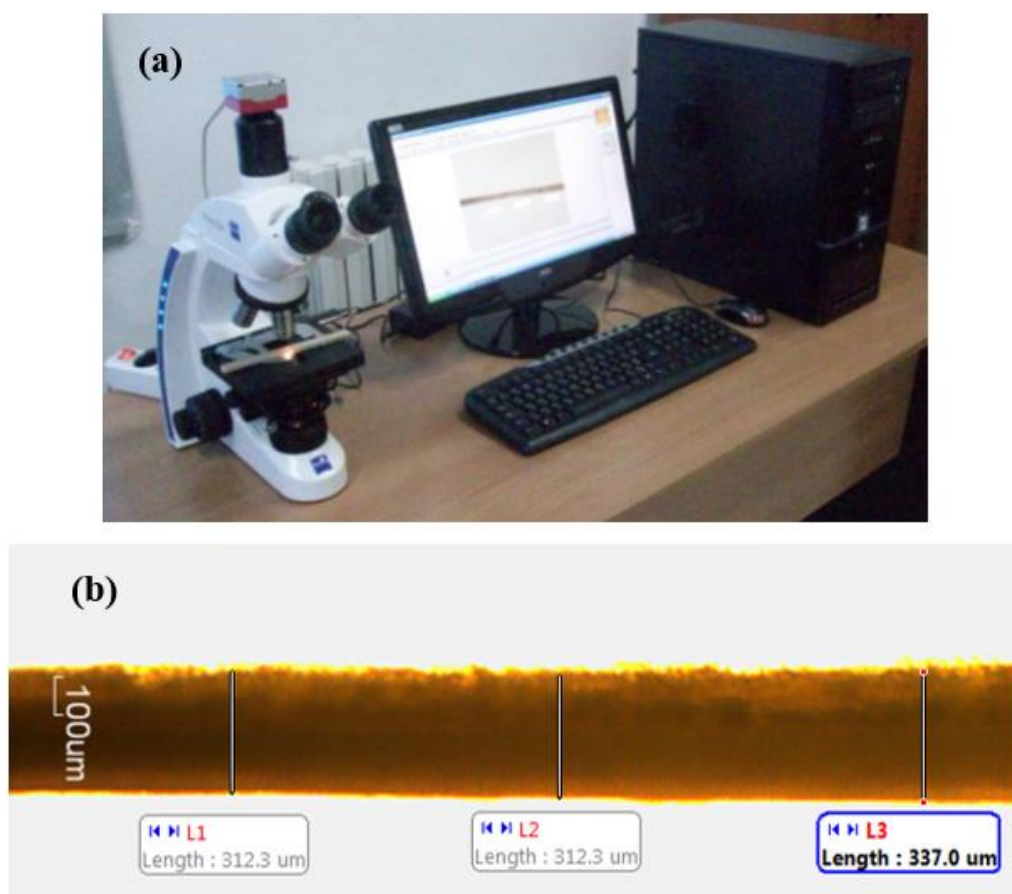 (a)
(b)
100um
L1
Length : 312.3 um
L2
Length : 312.3 um
L3
Length : 337.0 um